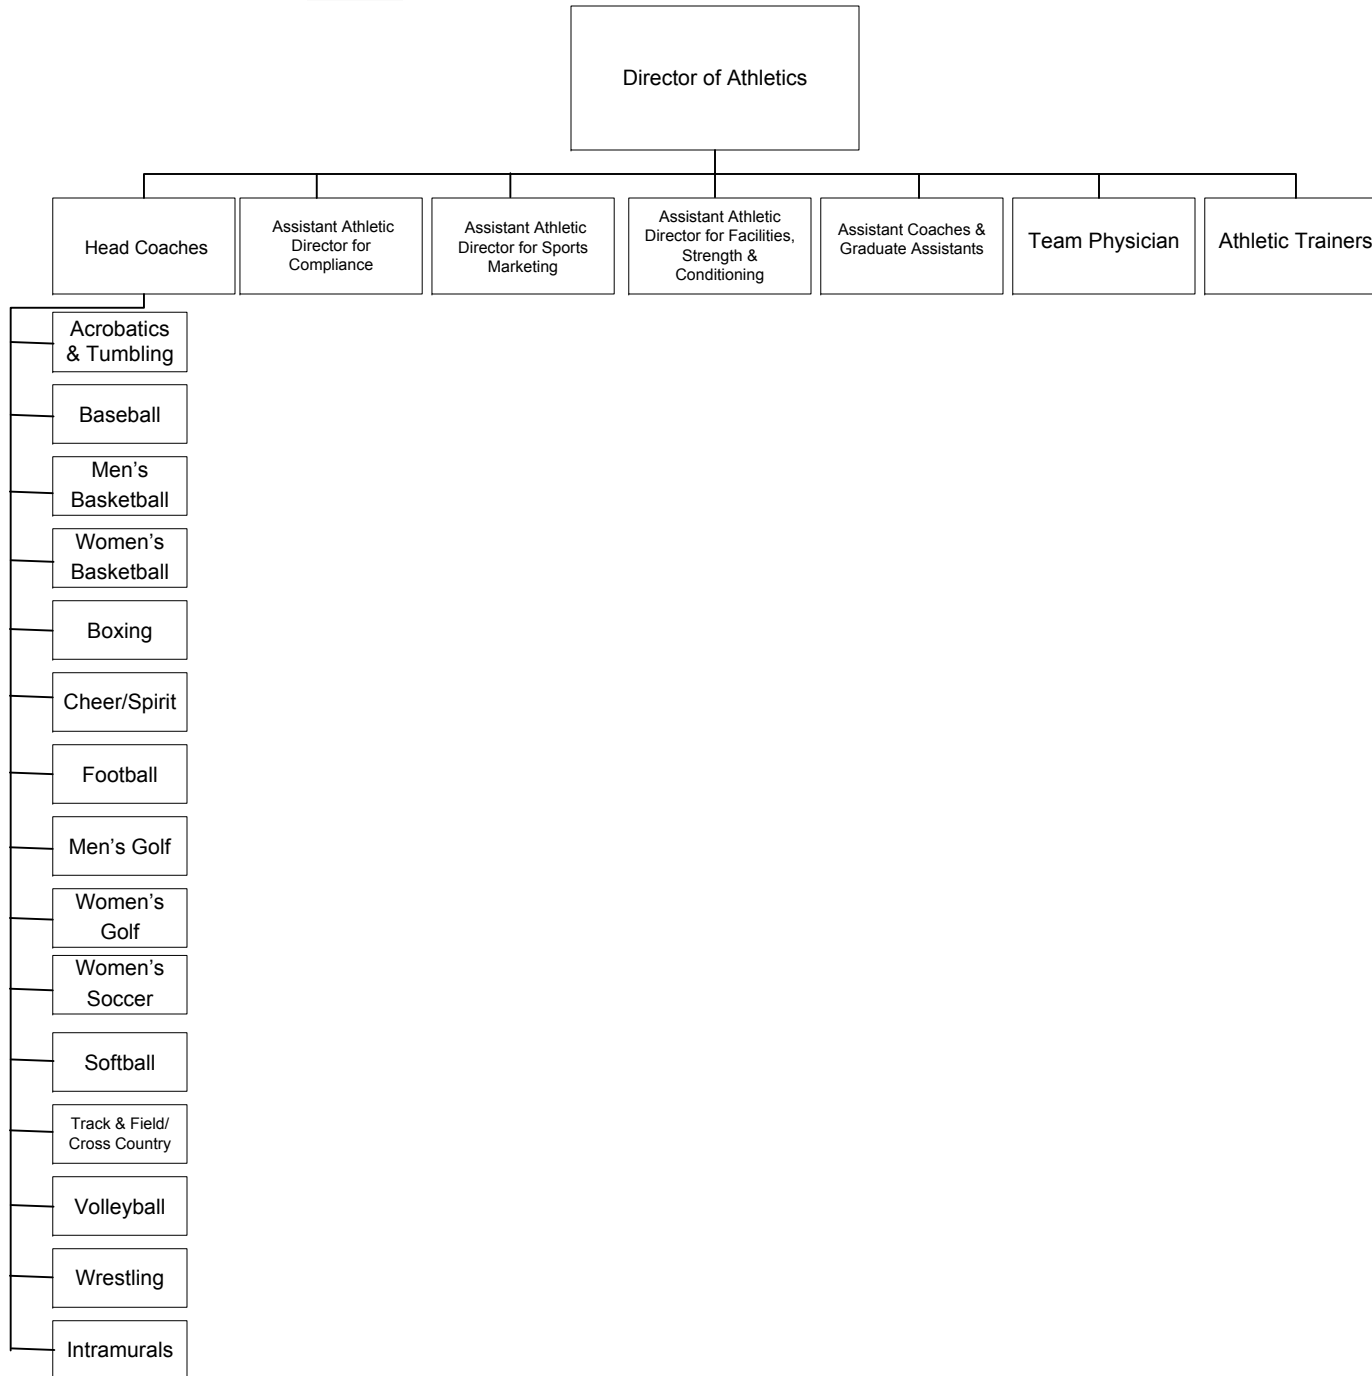 Director of Athletics
Head Coaches
Assistant Athletic
Director for
Compliance
Assistant Athletic
Director for Sports
Marketing
Assistant Athletic
Director for Facilities,
Strength &
Conditioning
Assistant Coaches &
Graduate Assistants
Team Physician
Athletic Trainers
Acrobatics
& Tumbling
Baseball
Men’s
Basketball
Women’s
Basketball
Boxing
Cheer/Spirit
Football
Men’s Golf
Women’s
Golf
Women’s
Soccer
Softball
Track & Field/
Cross Country
Volleyball
Wrestling
Intramurals